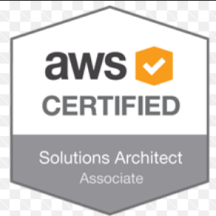 aws
CERTIFIED
Solutions Architect
Associate